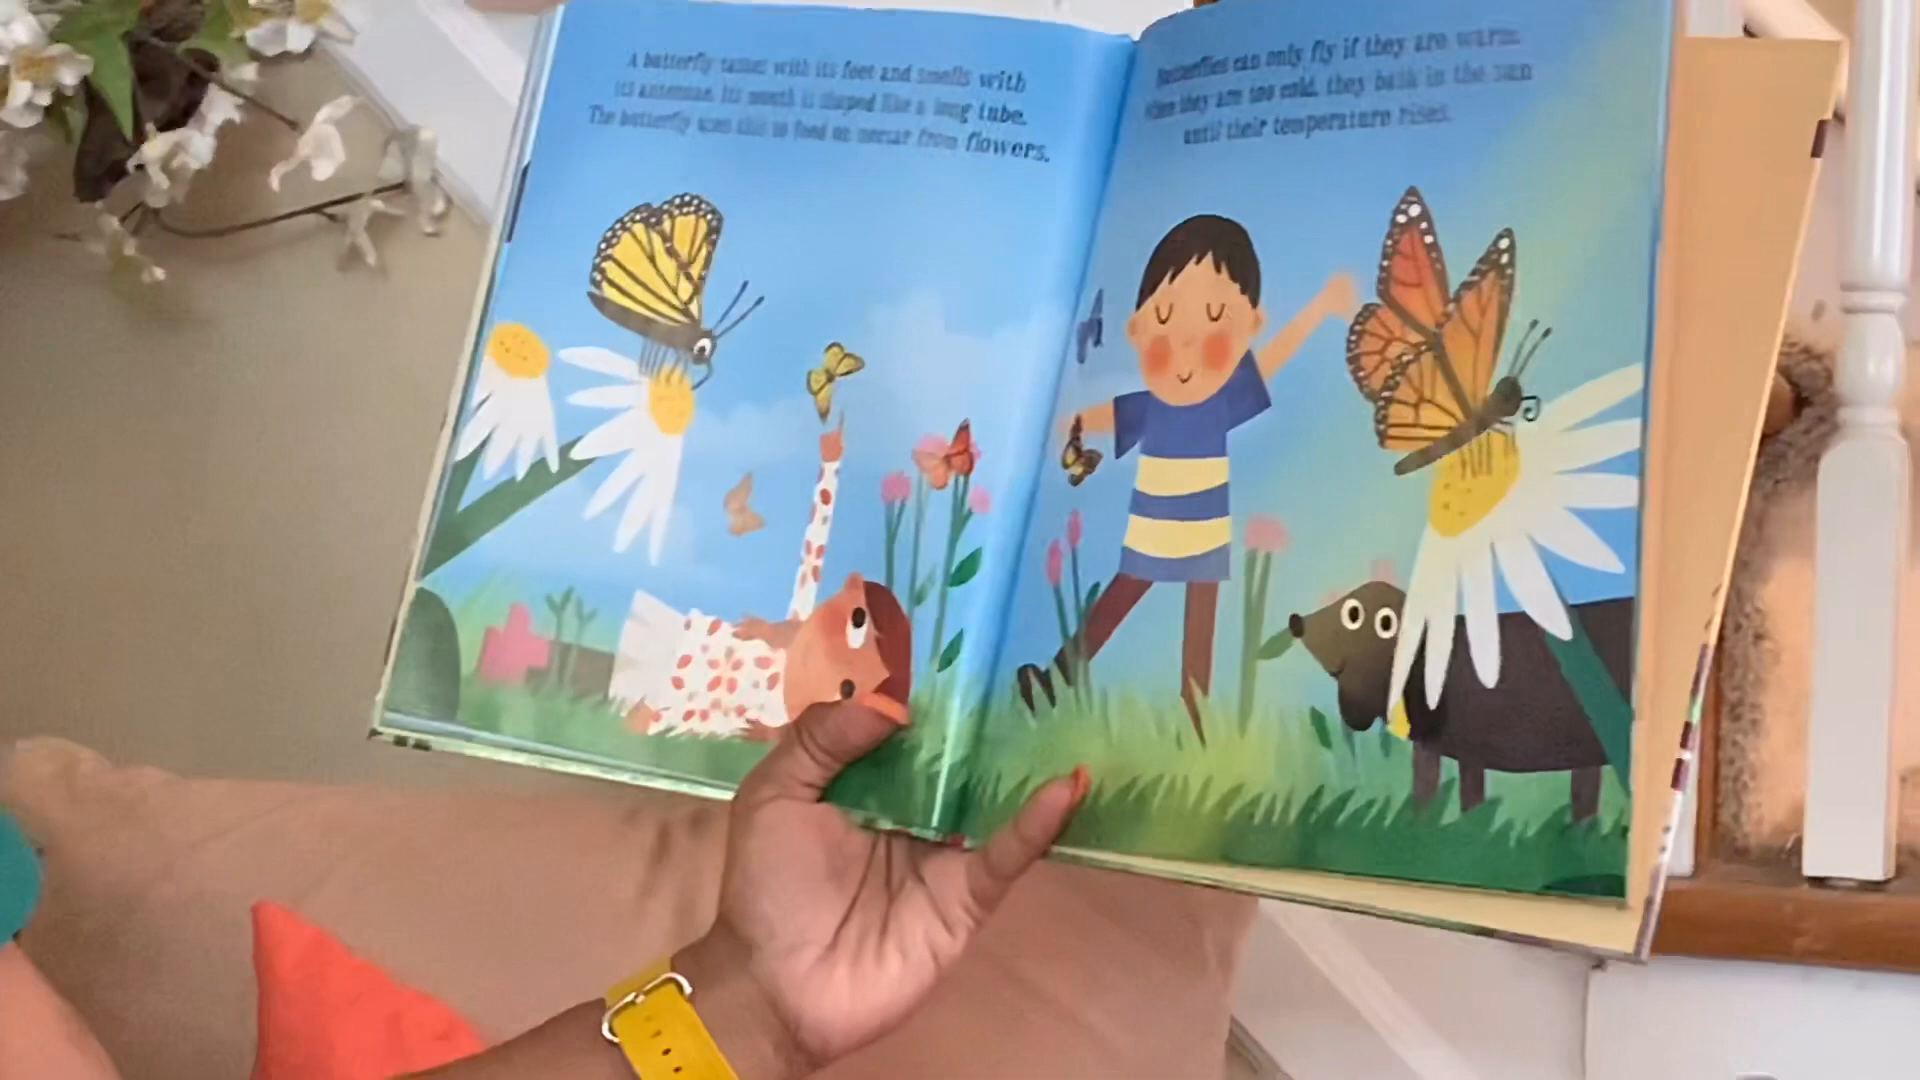 A butterfly tastes with its feet and smells with
its antennae. Its mouth is shaped like a long tube.
The butterfly uses this to feed on nectar from flowers.
Butterflies can only fly if they are warm.
When they are too cold, they bask in the sun
until their temperature rises.